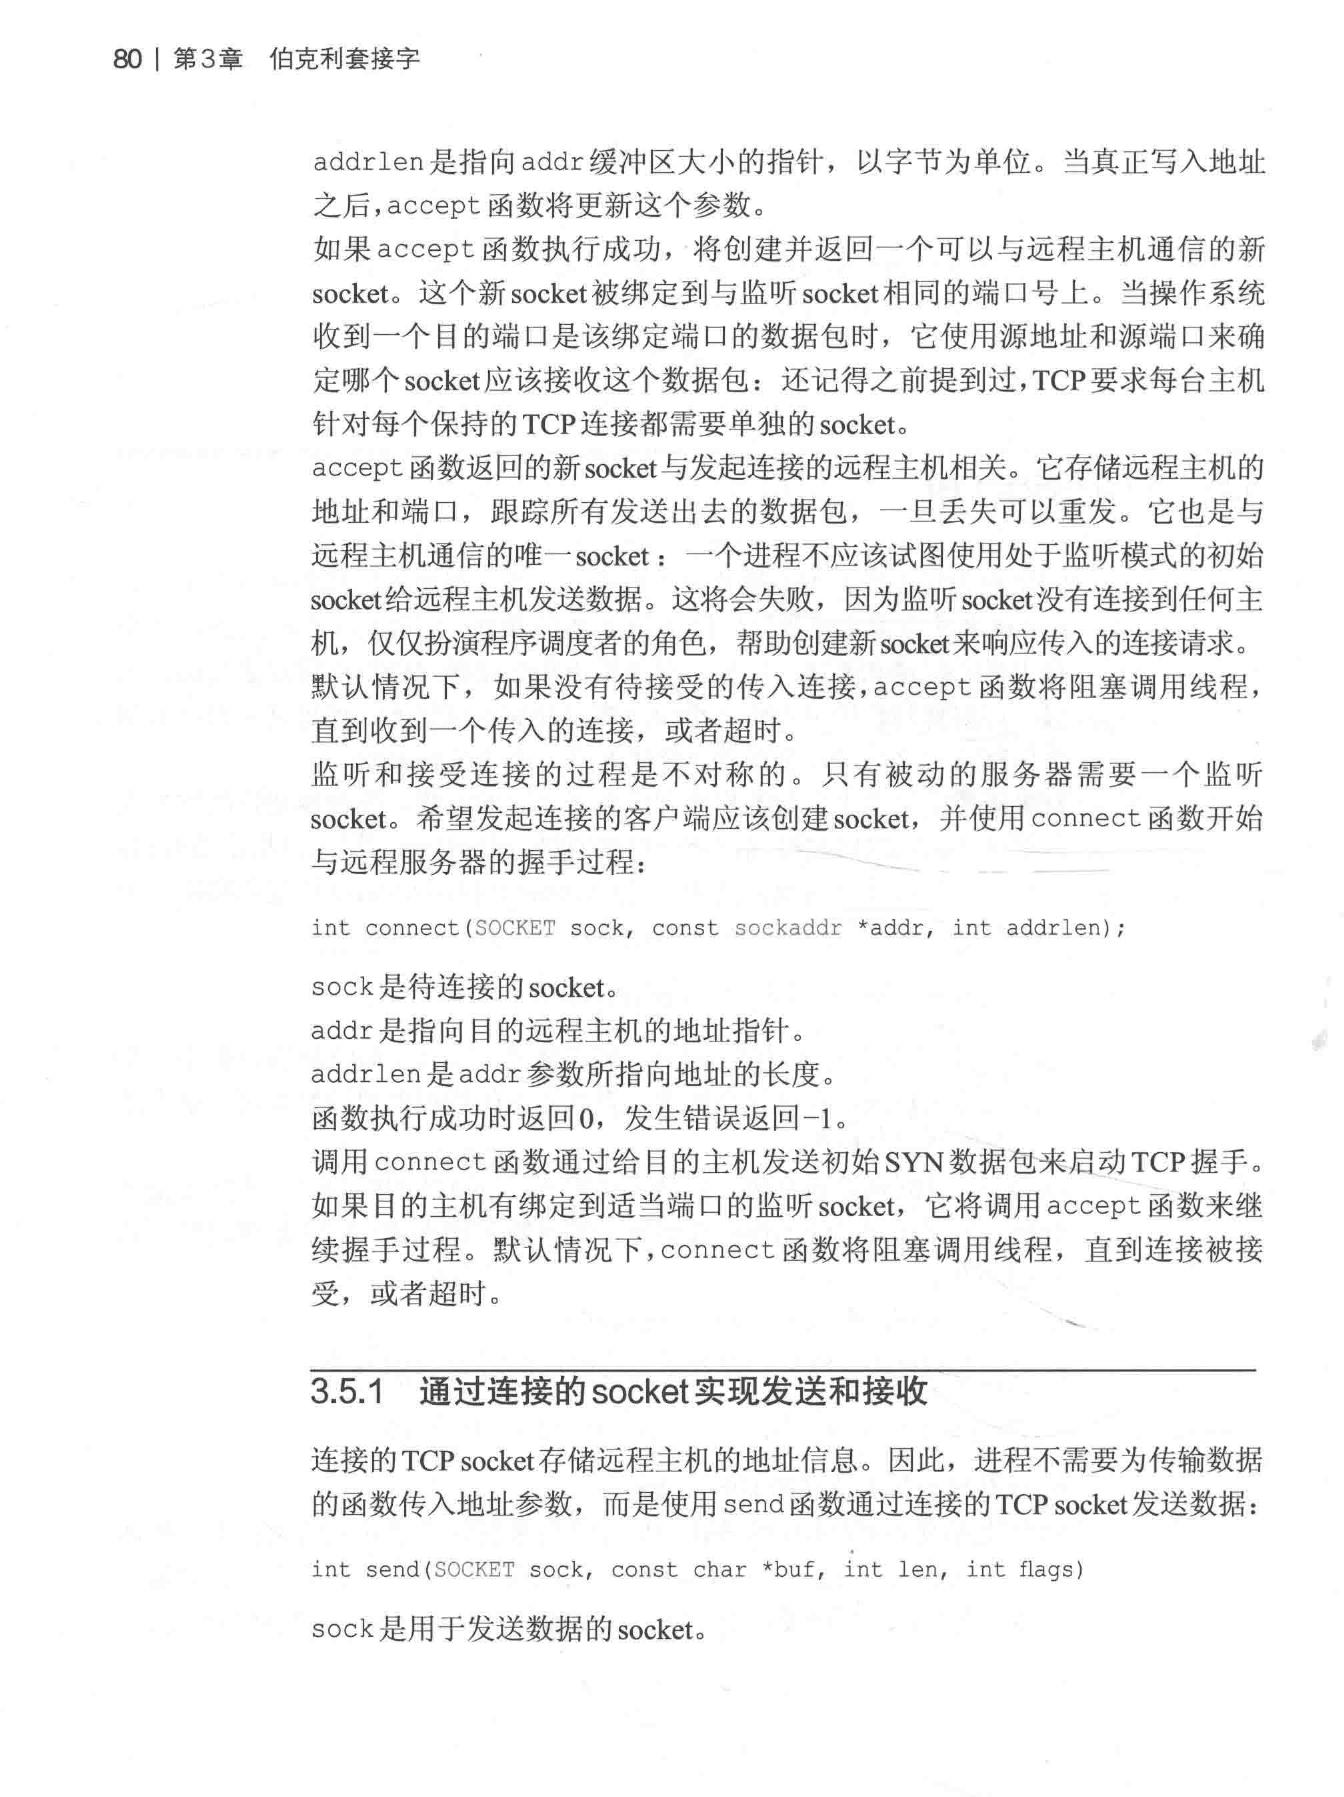 80 | 第3章 伯克利套接字
addrlen是指向addr缓冲区大小的指针，以字节为单位。当真正写入地址
之后，accept函数将更新这个参数。
如果accept函数执行成功，将创建并返回一个可以与远程主机通信的新
socket。这个新socket被绑定到与监听socket相同的端口号上。当操作系统
收到一个目的端口是该绑定端口的数据包时，它使用源地址和源端口来确
定哪个socket应该接收这个数据包：还记得之前提到过，TCP要求每台主机
针对每个保持的TCP连接都需要单独的socket。
accept函数返回的新socket与发起连接的远程主机相关。它存储远程主机的
地址和端口，跟踪所有发送出去的数据包，一旦丢失可以重发。它也是与
远程主机通信的唯一socket：一个进程不应该试图使用处于监听模式的初始
socket给远程主机发送数据。这将会失败，因为监听socket没有连接到任何主
机，仅仅扮演程序调度者的角色，帮助创建新socket来响应传入的连接请求。
默认情况下，如果没有待接受的传入连接，accept函数将阻塞调用线程，
直到收到一个传入的连接，或者超时。
监听和接受连接的过程是不对称的。只有被动的服务器需要一个监听
socket。希望发起连接的客户端应该创建socket，并使用connect函数开始
与远程服务器的握手过程：
int connect(SOCKET sock, const sockaddr *addr, int addrlen);
sock是待连接的socket。
addr是指向目的远程主机的地址指针。
addrlen是addr参数所指向地址的长度。
函数执行成功时返回0，发生错误返回-1。
调用connect函数通过给目的主机发送初始SYN数据包来启动TCP握手。
如果目的主机有绑定到适当端口的监听socket，它将调用accept函数来继
续握手过程。默认情况下，connect函数将阻塞调用线程，直到连接被接
受，或者超时。
3.5.1 通过连接的socket实现发送和接收
连接的TCP socket存储远程主机的地址信息。因此，进程不需要为传输数据
的函数传入地址参数，而是使用send函数通过连接的TCP socket发送数据：
int send(SOCKET sock, const char *buf, int len, int flags)
sock是用于发送数据的socket。